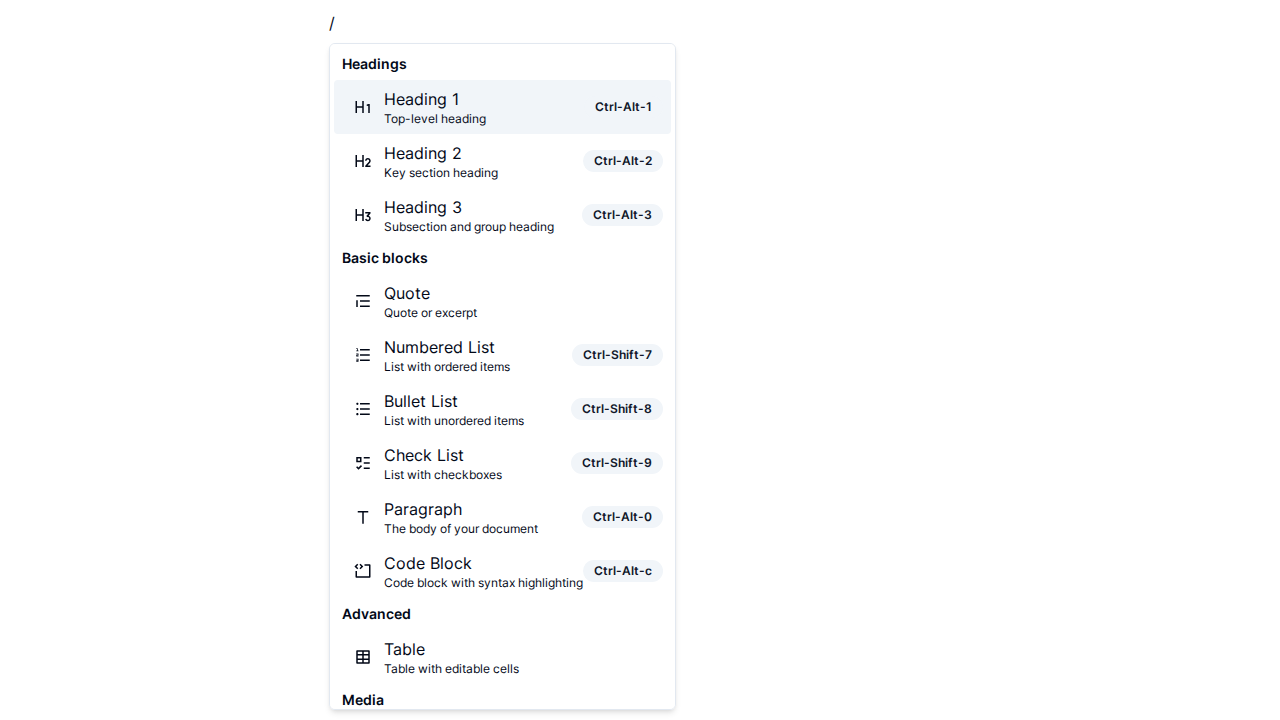 /
Headings
Heading 1
Top-level heading
Ctrl-Alt-1
Heading 2
Key section heading
Ctrl-Alt-2
Heading 3
Subsection and group heading
Ctrl-Alt-3
Basic blocks
Quote
Quote or excerpt
Numbered List
List with ordered items
Ctrl-Shift-7
Bullet List
List with unordered items
Ctrl-Shift-8
Check List
List with checkboxes
Ctrl-Shift-9
Paragraph
The body of your document
Ctrl-Alt-0
Code Block
Code block with syntax highlighting
Ctrl-Alt-c
Advanced
Table
Table with editable cells
Media